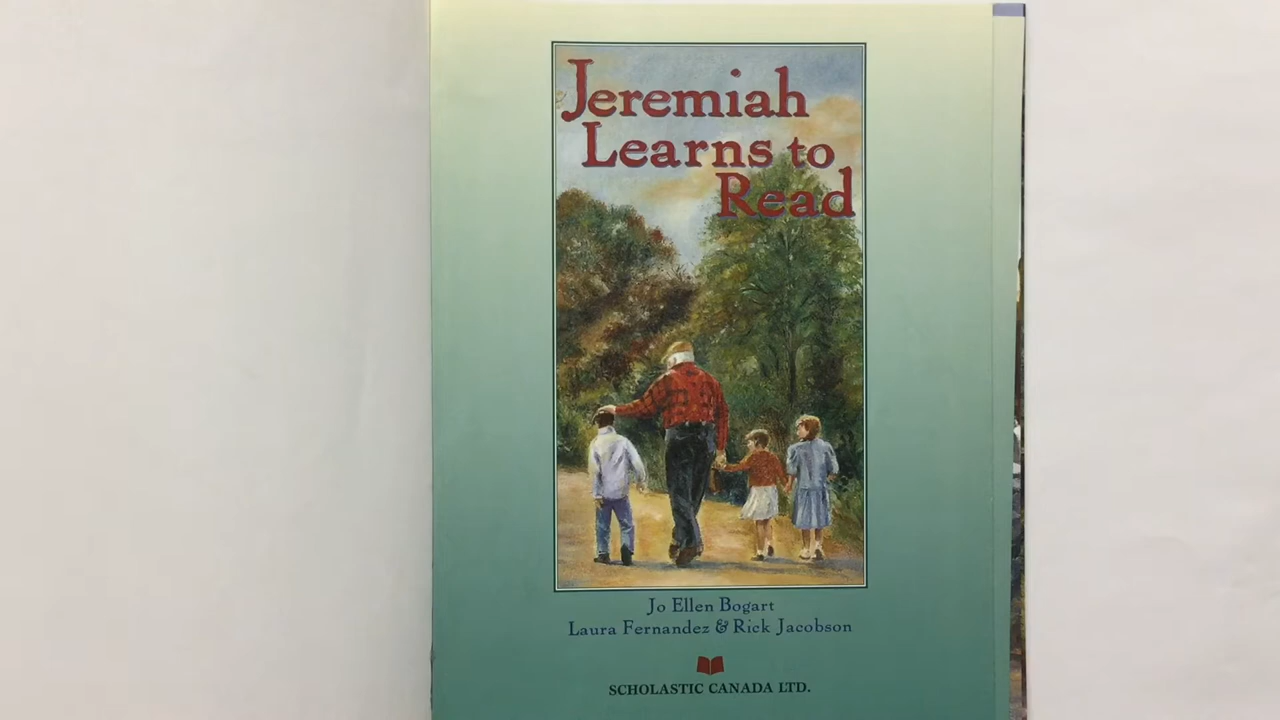 Jeremiah
Learns to
Read
Jo Ellen Bogart
Laura Fernandez & Rick Jacobson
SCHOLASTIC CANADA LTD.